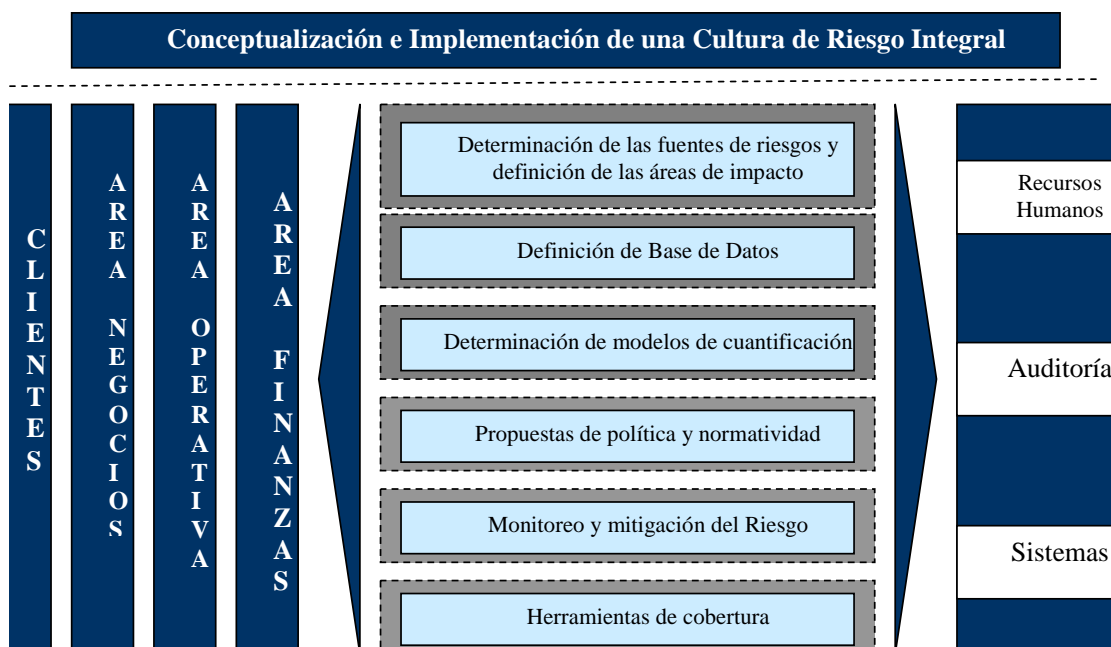 Conceptualización e Implementación de una Cultura de Riesgo Integral
CLIENTES
AREA NEGOCIOS
AREA OPERATIVA
AREA FINANZAS
Determinación de las fuentes de riesgos y
definición de las áreas de impacto
Definición de Base de Datos
Determinación de modelos de cuantificación
Propuestas de política y normatividad
Monitoreo y mitigación del Riesgo
Herramientas de cobertura
Recursos
Humanos
Auditoría
Sistemas